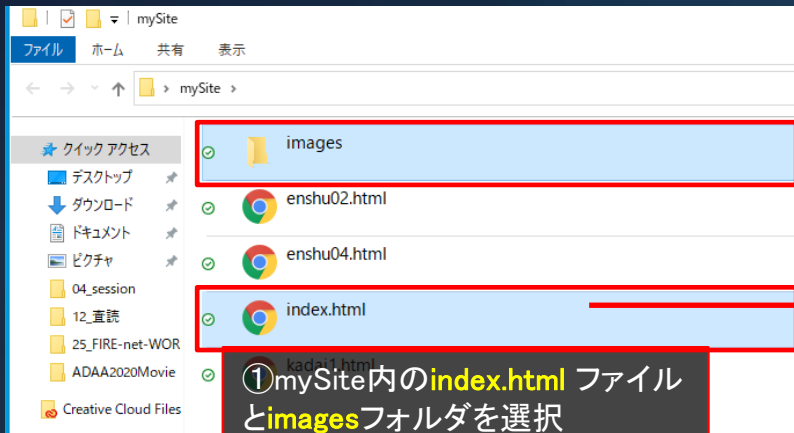 mySite
ファイル ホーム 共有 表示
mySite
クイック アクセス
images
デスクトップ
ダウンロード
enshu02.html
ドキュメント
ピクチャ
enshu04.html
04_session
12_直読
index.html
25_FIRE-net-WOR
ADAA2020Movie
kadai1.html
①mySite内のindex.html ファイル
とimagesフォルダを選択
Creative Cloud Files